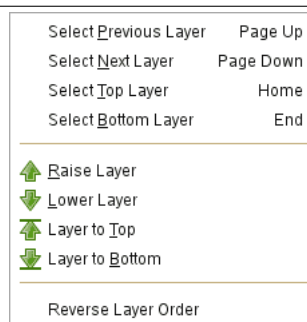 Select Previous Layer Page Up
Select Next Layer Page Down
Select Top Layer Home
Select Bottom Layer End
Raise Layer
Lower Layer
Layer to Top
Layer to Bottom
Reverse Layer Order